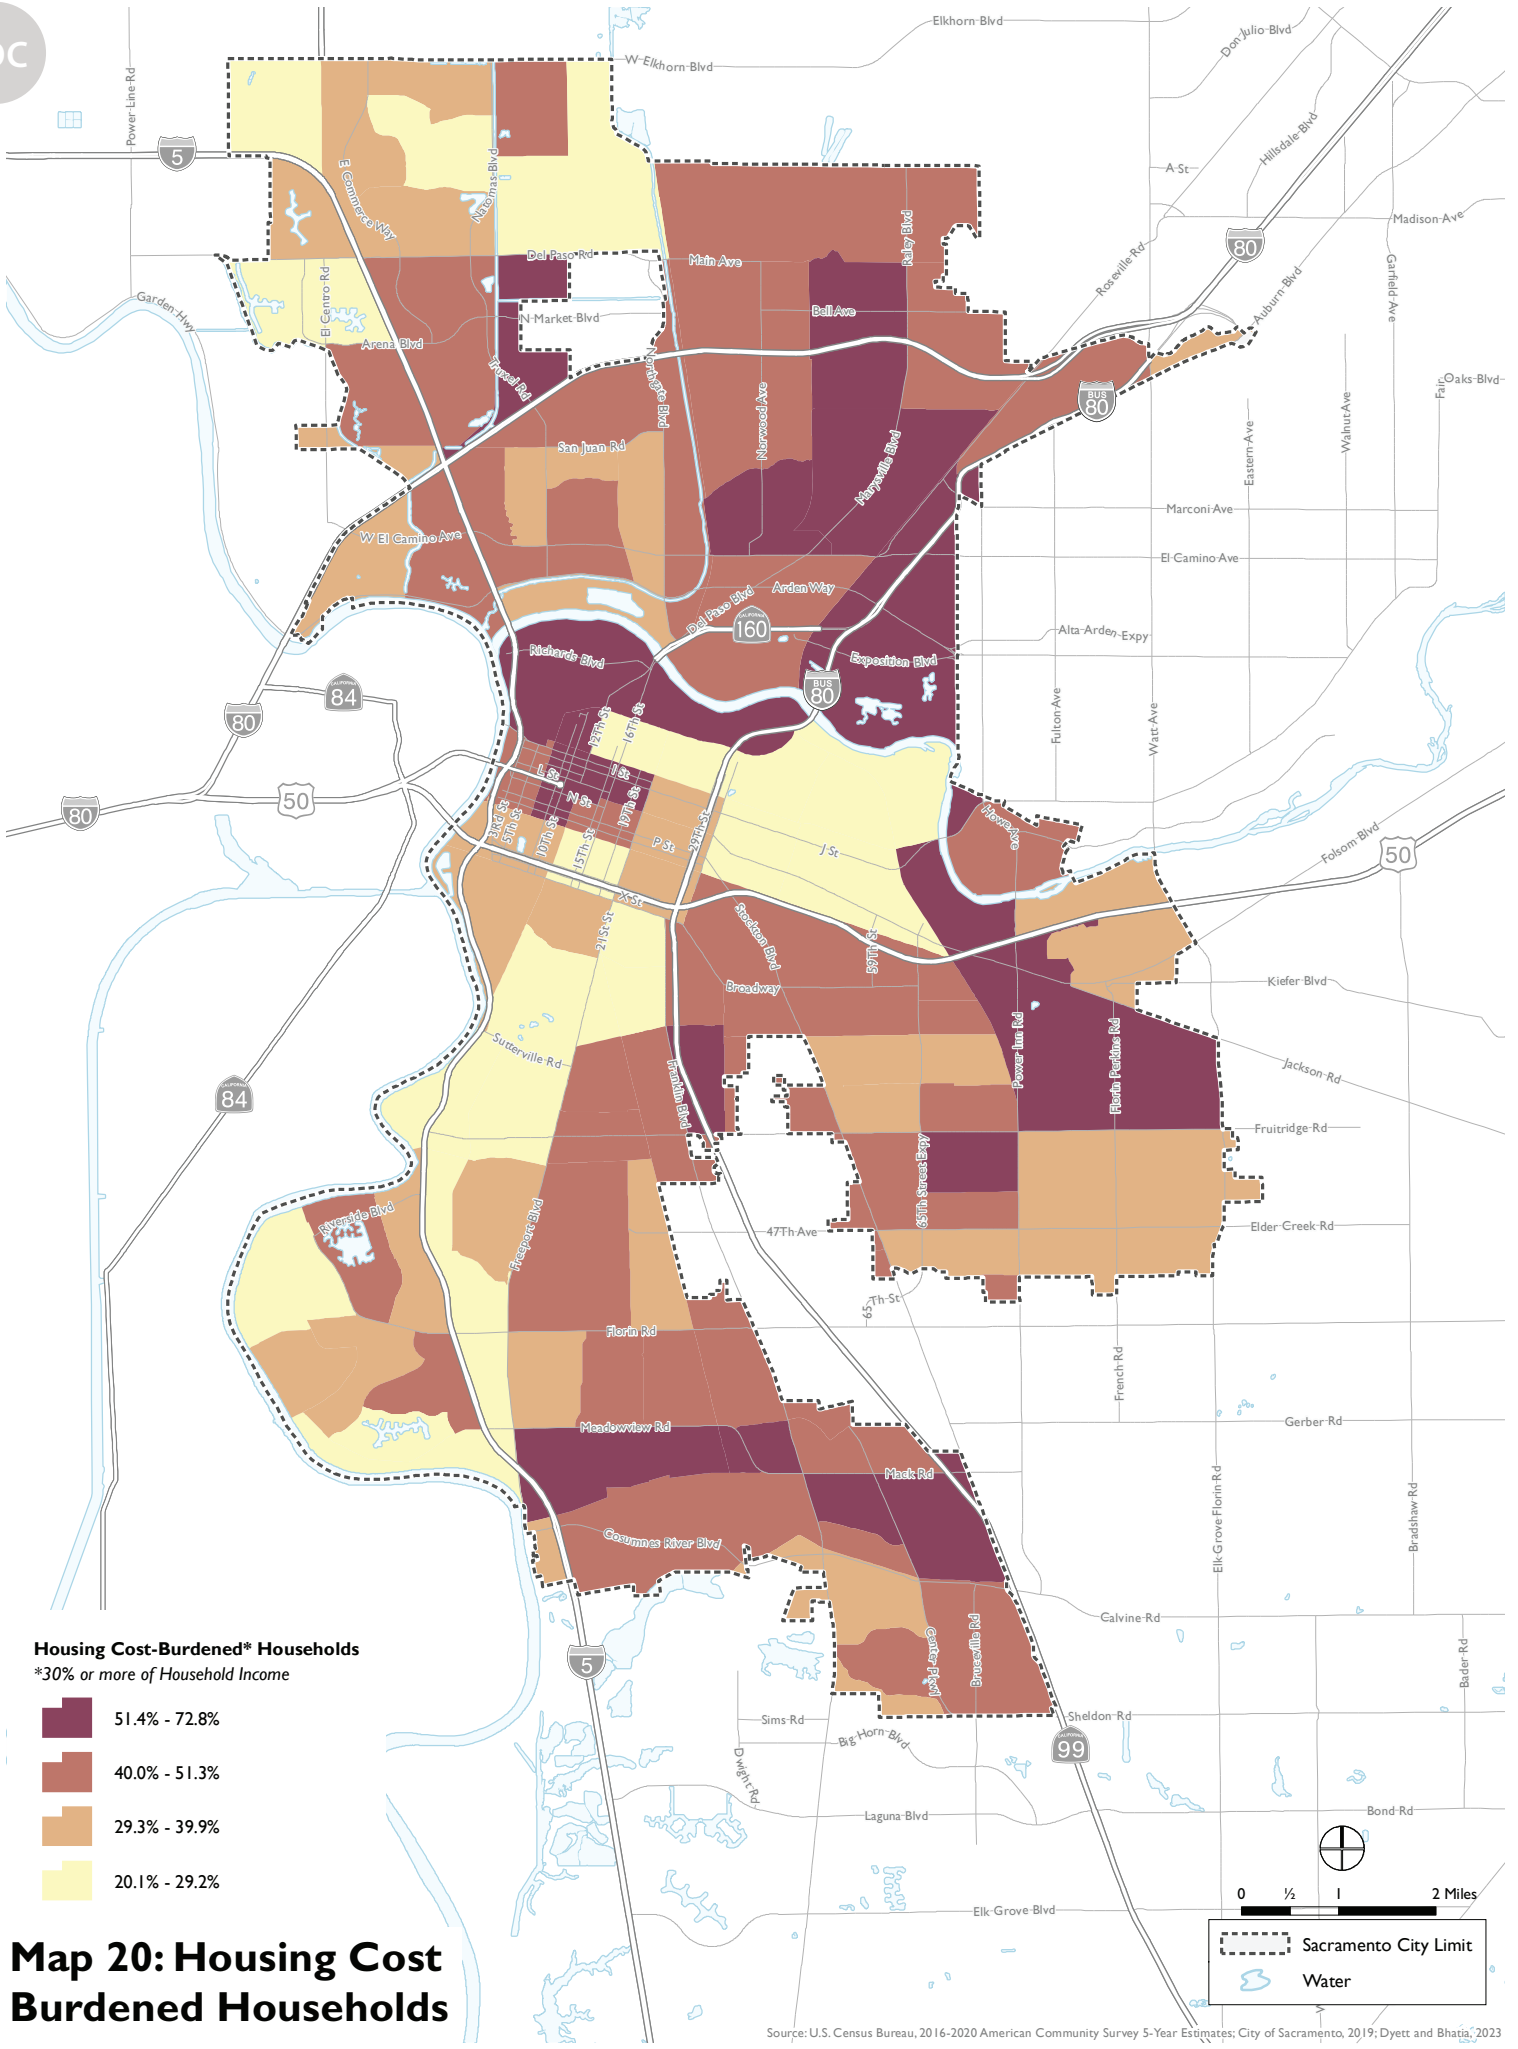 OC
Elkhorn Blvd
Don Julio Blvd
W Elkhorn Blvd
Power Line Rd
Hillsdale Blvd
5
A St
E Commerce Way
Natomas Blvd
Madison Ave
Raley Blvd
80
Roseville Rd
Del Paso Rd
Main Ave
Garfield Ave
Auburn Blvd
El Centro Rd
Garden Hwy
N Market Blvd
Bell Ave
Arena Blvd
Truxel Rd
Northgate Blvd
Fair Oaks Blvd
BUS
80
Norwood Ave
Walnut Ave
Eastern Ave
San Juan Rd
Marysville Blvd
Marconi Ave
W El Camino Ave
El Camino Ave
Arden Way
Del Paso Blvd
CALIFORNIA
160
Alta Arden Expy
Richards Blvd
Exposition Blvd
CALIFORNIA
84
BUS
80
80
Fulton Ave
Watt Ave
12Th St
16Th St
L St
I St
50
N St
80
3Rd St
5Th St
10Th St
15Th St
19Th St
P St
29Th St
J St
Howe Ave
Folsom Blvd
50
X St
21St St
Stockton Blvd
59Th St
Broadway
Kiefer Blvd
Sutterville Rd
Power Inn Rd
Florin Perkins Rd
Jackson Rd
Franklin Blvd
CALIFORNIA
84
Fruitridge Rd
65Th Street Expy
Riverside Blvd
Freeport Blvd
47Th Ave
Elder Creek Rd
65Th St
Florin Rd
French Rd
Meadowview Rd
Gerber Rd
Mack Rd
Elk Grove Florin Rd
Bradshaw Rd
Cosumnes River Blvd
Calvine Rd
Center Pkwy
Bruceville Rd
Bader Rd
5
Sims Rd
Sheldon Rd
Big Horn Blvd
CALIFORNIA
99
Dwight Rd
Laguna Blvd
Bond Rd
Elk Grove Blvd
Housing Cost-Burdened* Households
*30% or more of Household Income
51.4% - 72.8%
40.0% - 51.3%
29.3% - 39.9%
20.1% - 29.2%
0 ½ 1 2 Miles
Sacramento City Limit
Water
Map 20: Housing Cost
Burdened Households
Source: U.S. Census Bureau, 2016-2020 American Community Survey 5-Year Estimates; City of Sacramento, 2019; Dyett and Bhatia, 2023